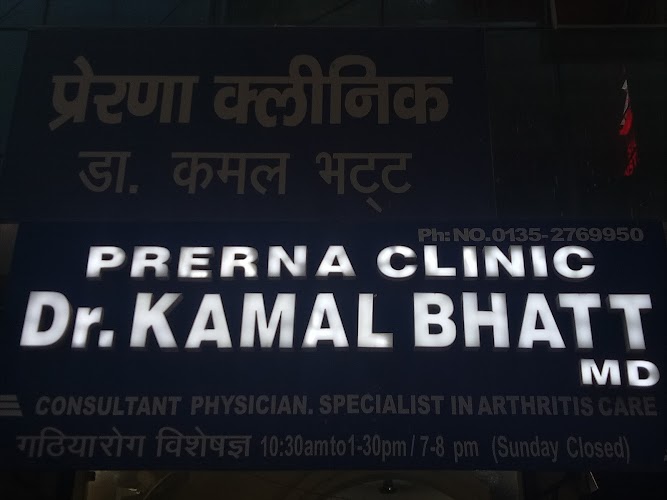 प्रेरणा क्लीनिक
डा. कमल भट्ट
Ph: NO.0135-2769950
PRERNA CLINIC
Dr. KAMAL BHATT
MD
CONSULTANT PHYSICIAN. SPECIALIST IN ARTHRITIS CARE
गठियारोग विशेषज्ञ 10:30amto1-30pm / 7-8 pm (Sunday Closed)